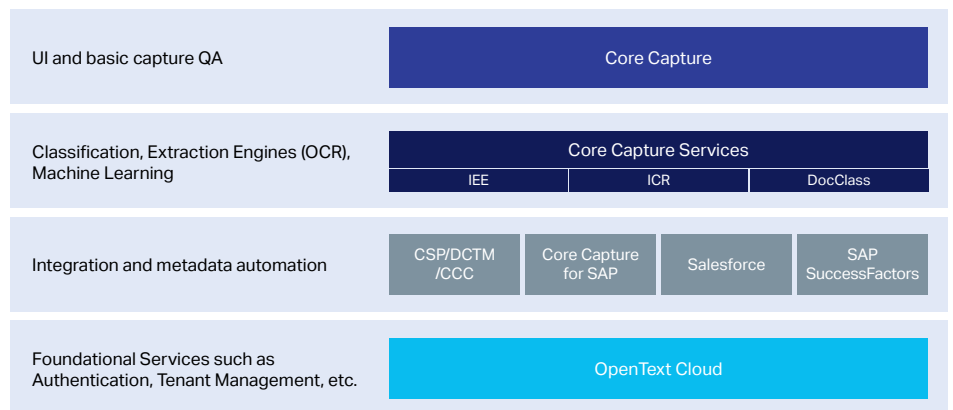 UI and basic capture QA
Core Capture
Classification, Extraction Engines (OCR),
Machine Learning
Core Capture Services
IEE
ICR
DocClass
Integration and metadata automation
CSP/DCTM
/CCC
Core Capture
for SAP
Salesforce
SAP
SuccessFactors
Foundational Services such as
Authentication, Tenant Management, etc.
OpenText Cloud